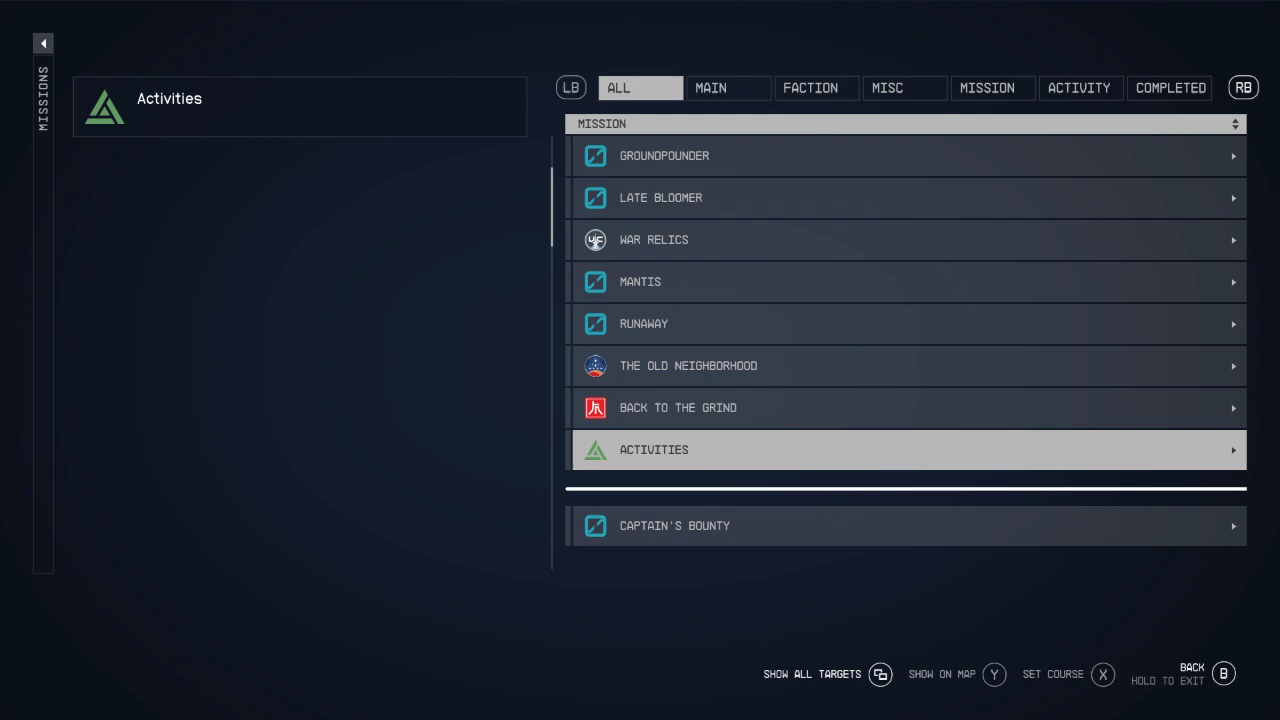 MISSIONS
Activities
LB
ALL
MAIN
FACTION
MISC
MISSION
ACTIVITY
COMPLETED
RB
MISSION
GROUNDPOUNDER
LATE BLOOMER
UC
WAR RELICS
MANTIS
RUNAWAY
THE OLD NEIGHBORHOOD
BACK TO THE GRIND
ACTIVITIES
CAPTAIN'S BOUNTY
SHOW ALL TARGETS
SHOW ON MAP Y
SET COURSE X
BACK B
HOLD TO EXIT